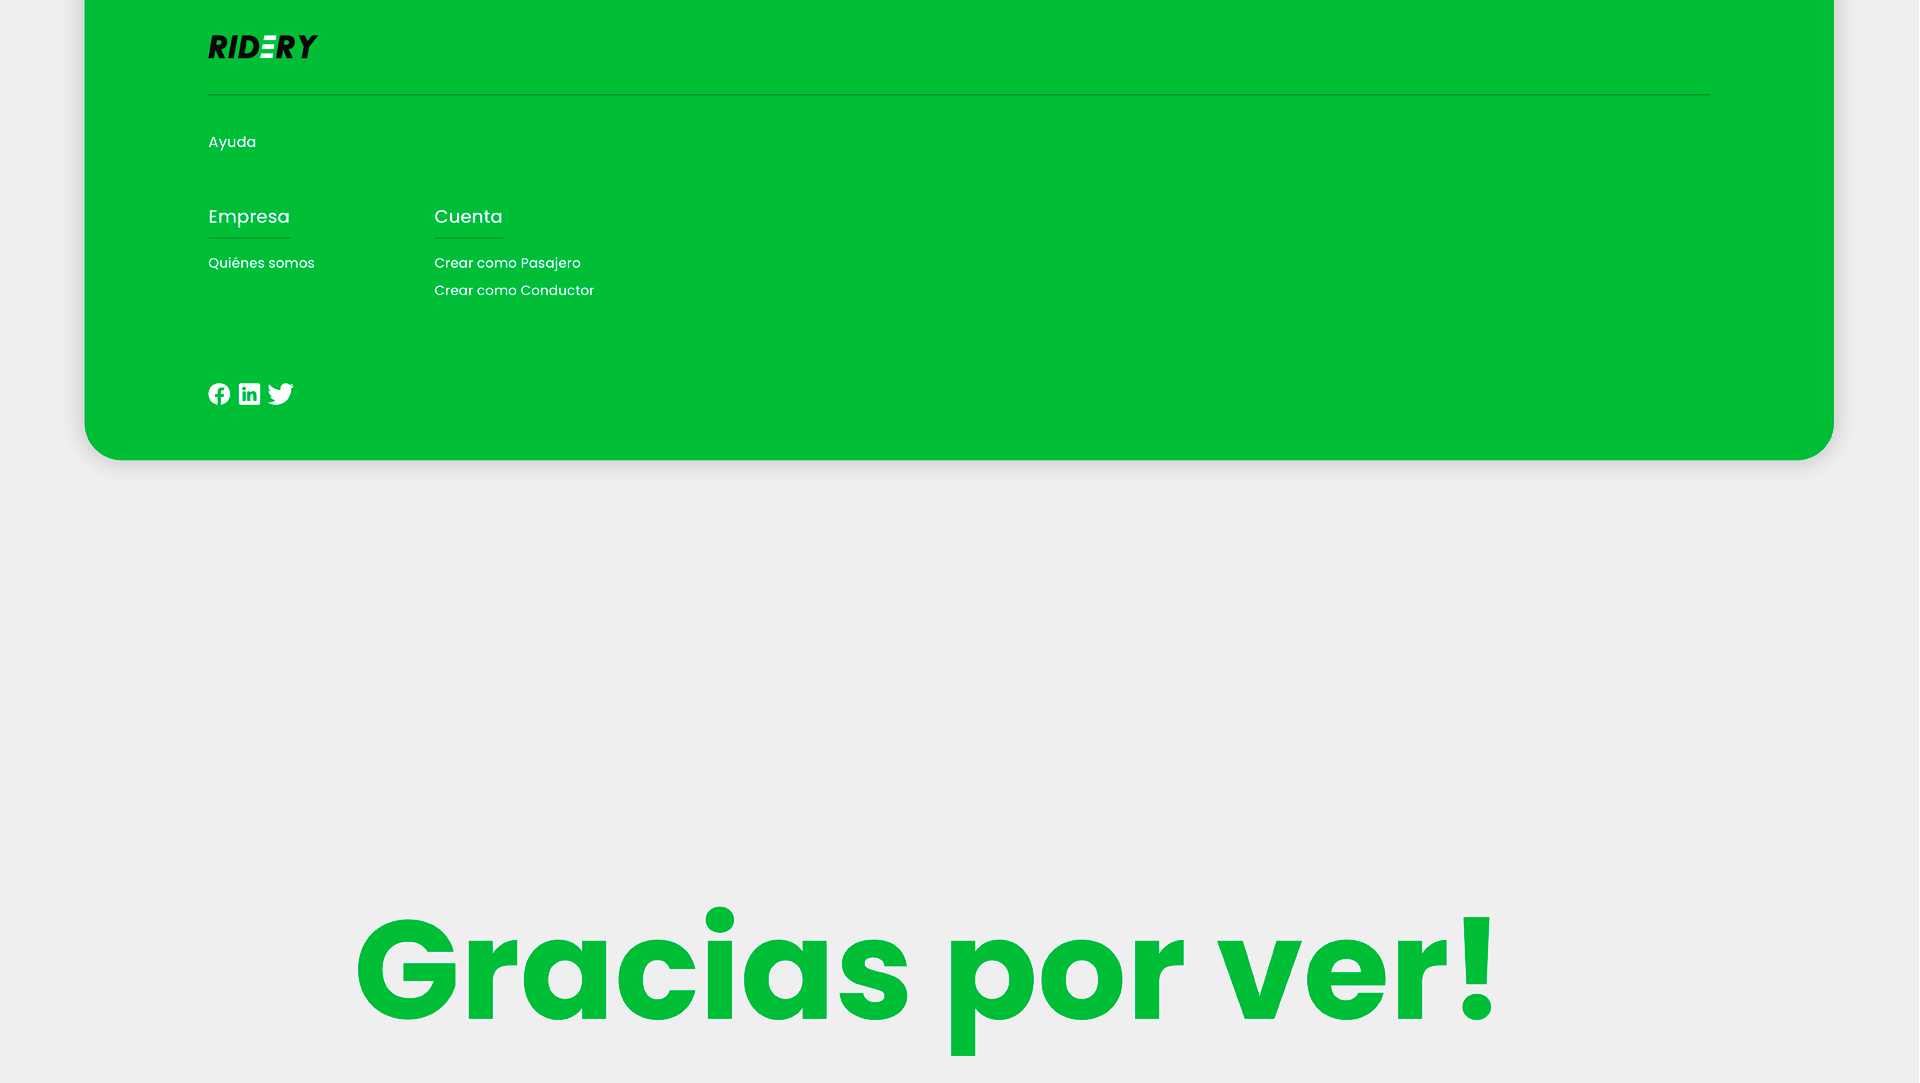 RIDERY
Ayuda
Empresa
Quiénes somos
Cuenta
Crear como Pasajero
Crear como Conductor
Gracias por ver!